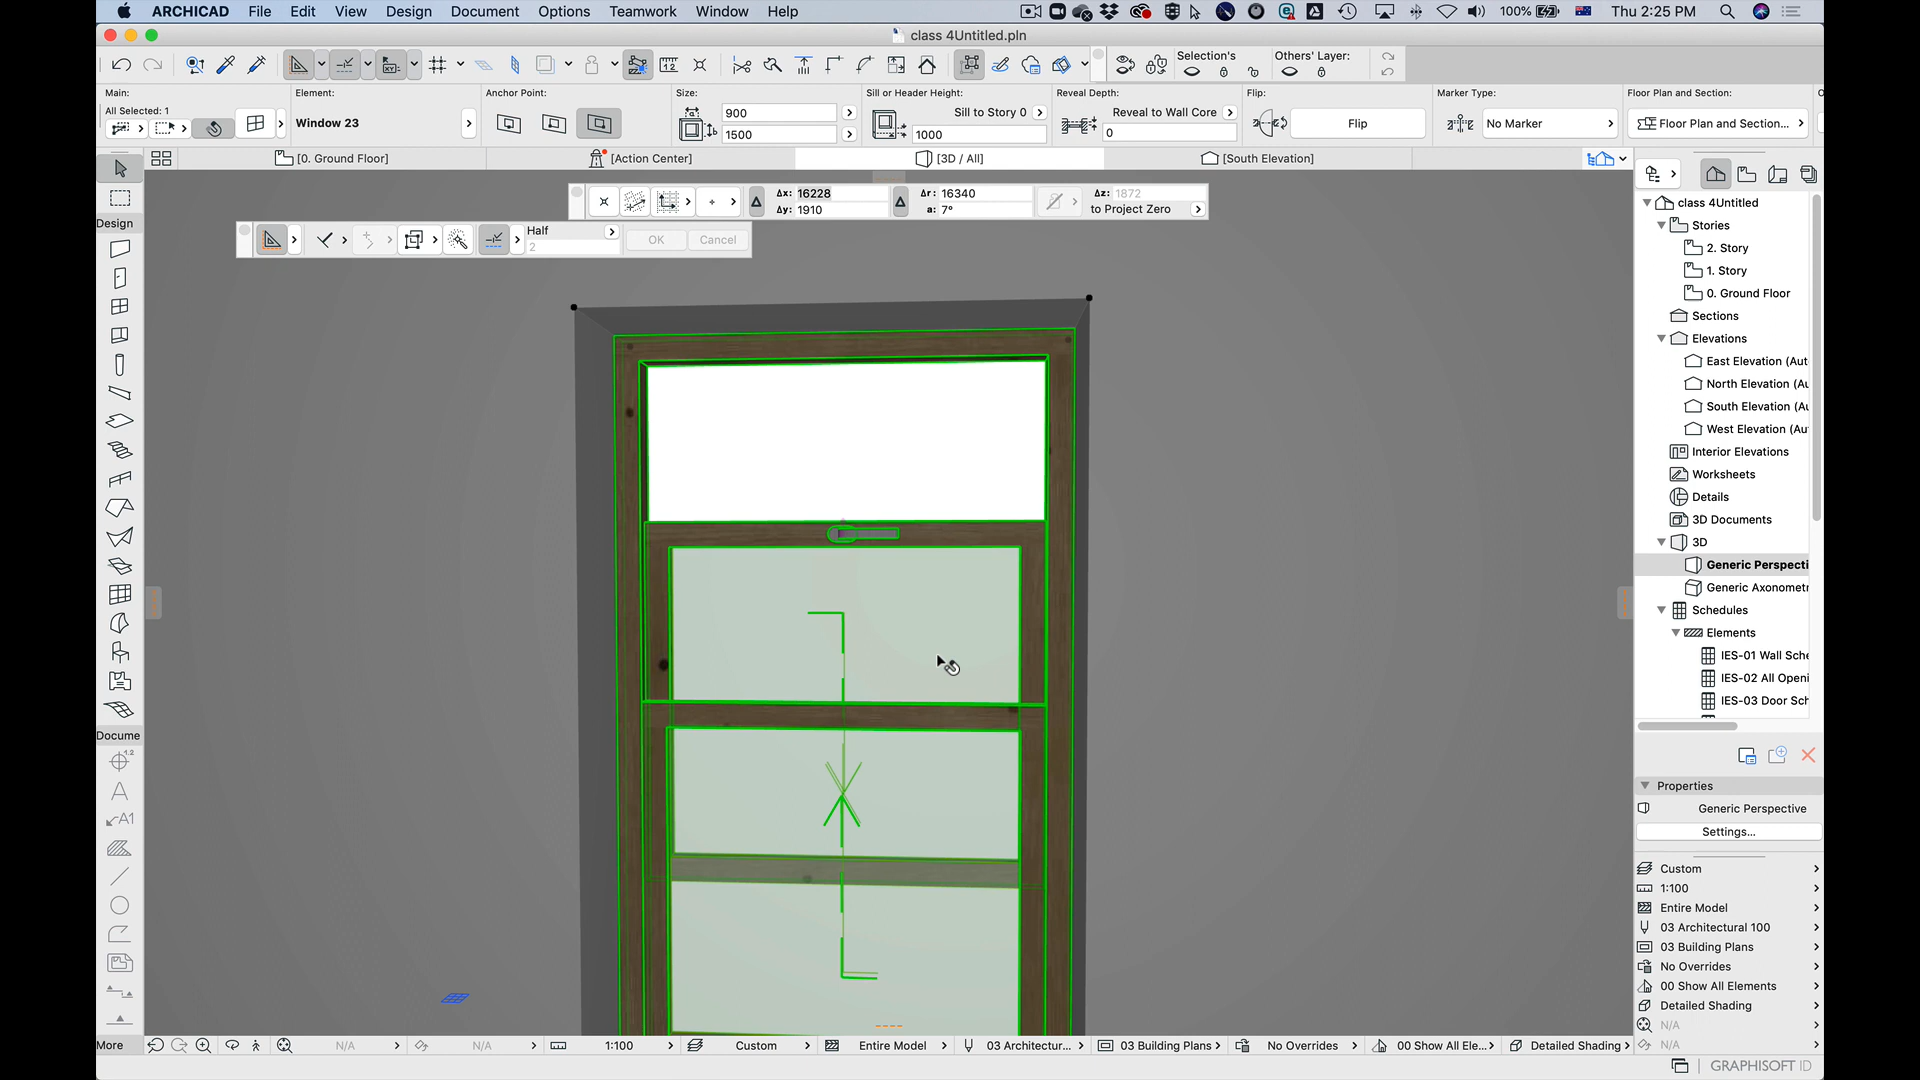 ARCHICAD File Edit View Design Document Options Teamwork Window Help 100% Thu 2:25 PM
class 4Untitled.pln
Selection's
Others' Layer:
Main:
All Selected: 1
Element:
Window 23
Anchor Point:
Size:
900
1500
Sill or Header Height:
Sill to Story 0
1000
Reveal Depth:
Reveal to Wall Core
0
Flip:
Flip
Marker Type:
No Marker
Floor Plan and Section:
Floor Plan and Section...
[0. Ground Floor]
[Action Center]
[3D / All]
[South Elevation]
Δx: 16228
Δy: 1910
Δr: 16340
a: 7°
Δz: 1872
to Project Zero
Half
2
OK
Cancel
Design
Docume
1.2
A
A1
More
class 4Untitled
Stories
2. Story
1. Story
0. Ground Floor
Sections
Elevations
East Elevation (Aut
North Elevation (Au
South Elevation (Au
West Elevation (Au
Interior Elevations
Worksheets
Details
3D Documents
3D
Generic Perspecti
Generic Axonomet
Schedules
Elements
IES-01 Wall Sche
IES-02 All Openi
IES-03 Door Sch
Properties
Generic Perspective
Settings...
Custom
1:100
Entire Model
03 Architectural 100
03 Building Plans
No Overrides
00 Show All Elements
Detailed Shading
N/A
N/A
N/A
N/A
1:100
Custom
Entire Model
03 Architectur...
03 Building Plans
No Overrides
00 Show All Ele...
Detailed Shading
GRAPHISOFT ID